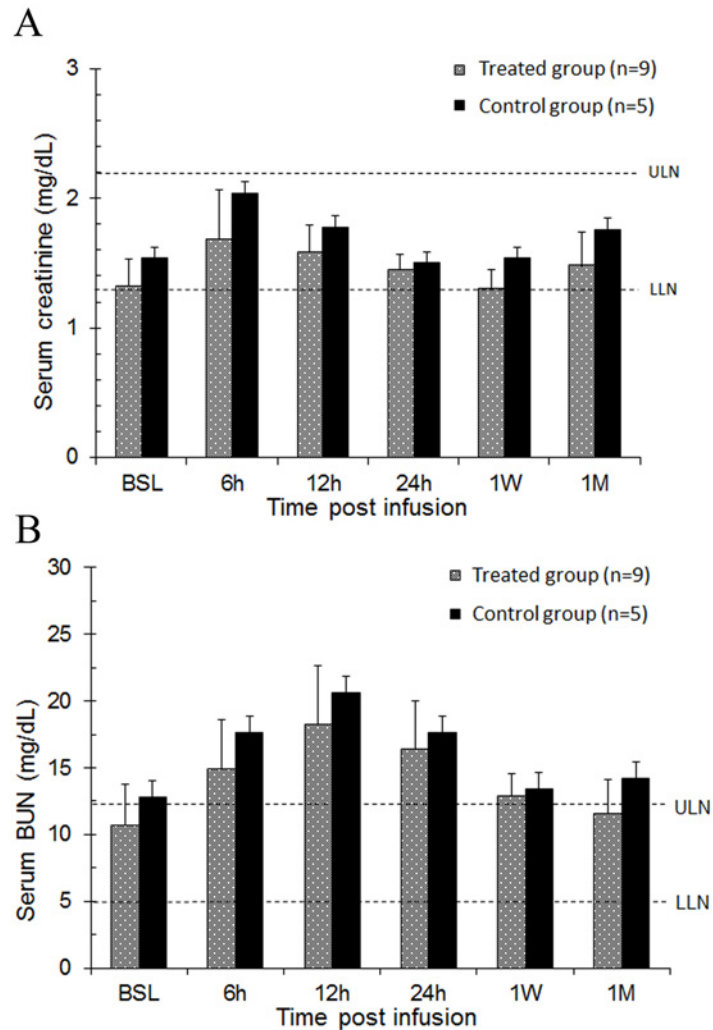 A
Serum creatinine (mg/dL)
3
2
1
0
Treated group (n=9)
Control group (n=5)
ULN
LLN
BSL 6h 12h 24h 1W 1M
Time post infusion
B
Serum BUN (mg/dL)
30
25
20
15
10
5
0
Treated group (n=9)
Control group (n=5)
ULN
LLN
BSL 6h 12h 24h 1W 1M
Time post infusion